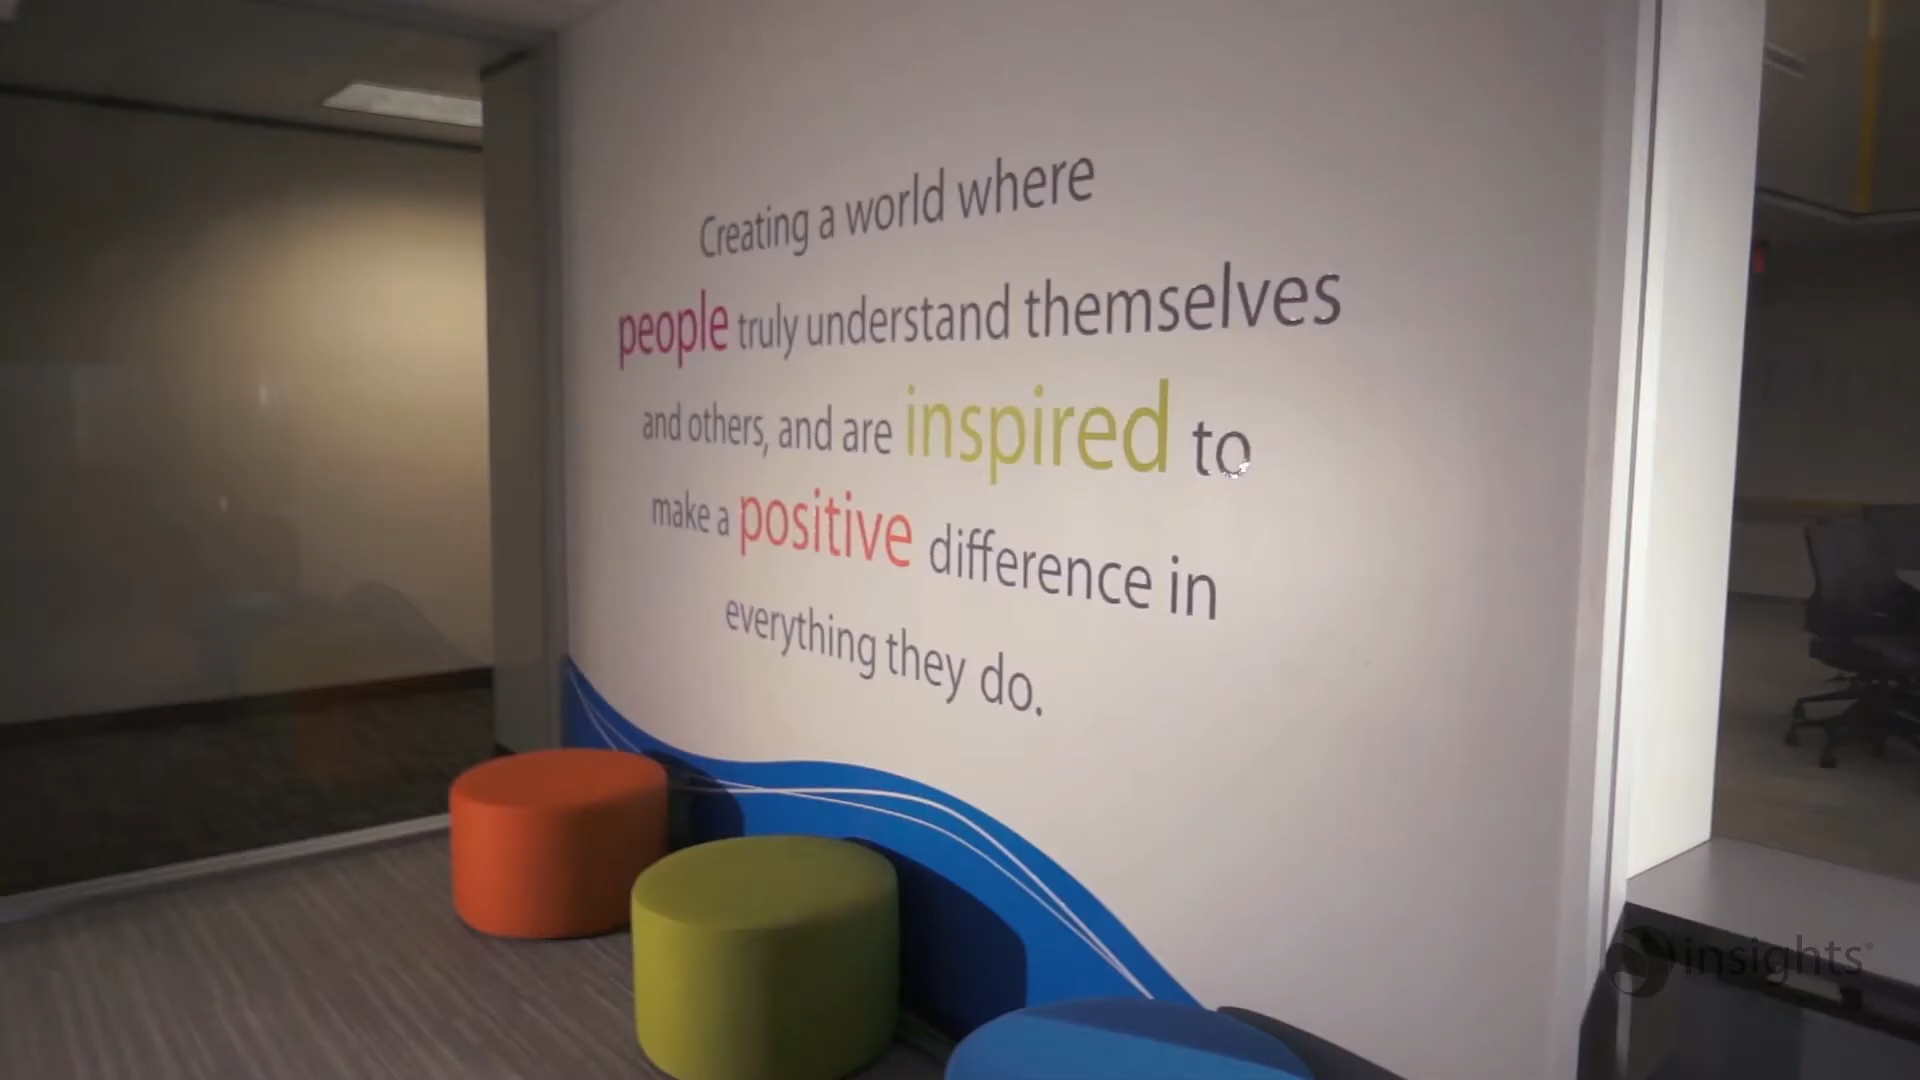 Creating a world where
people truly understand themselves
and others, and are inspired to
make a positive difference in
everything they do.
insights®